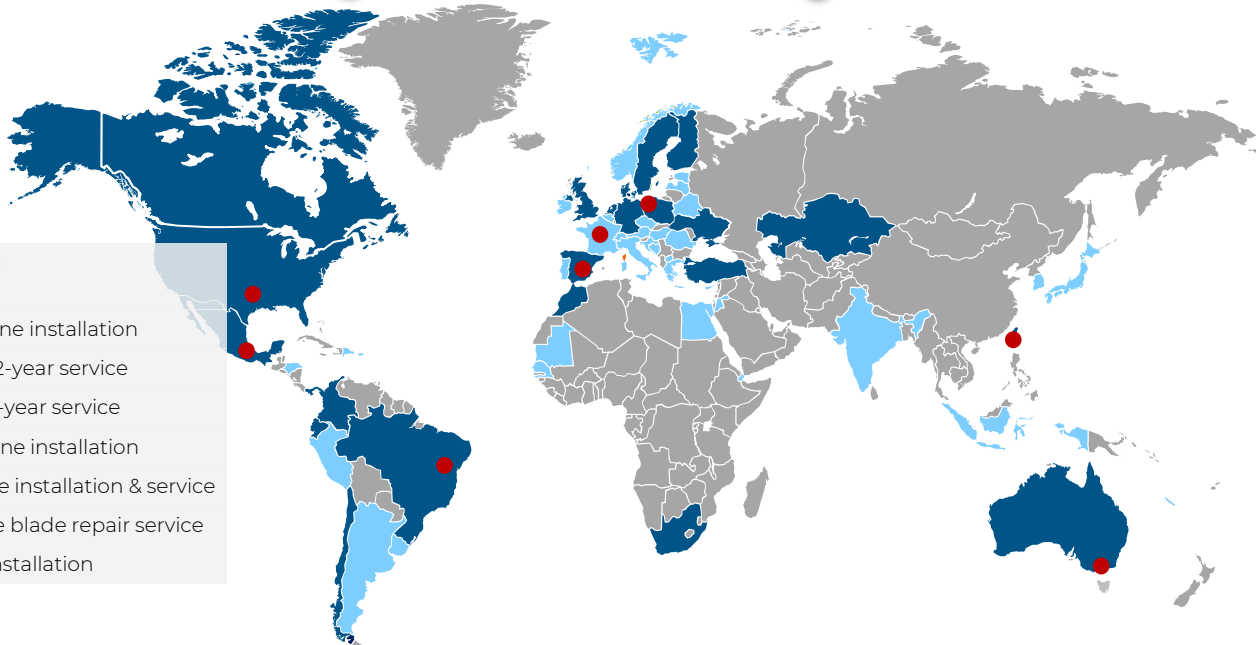 ne installation
2-year service
-year service
ne installation
e installation & service
e blade repair service
nstallation